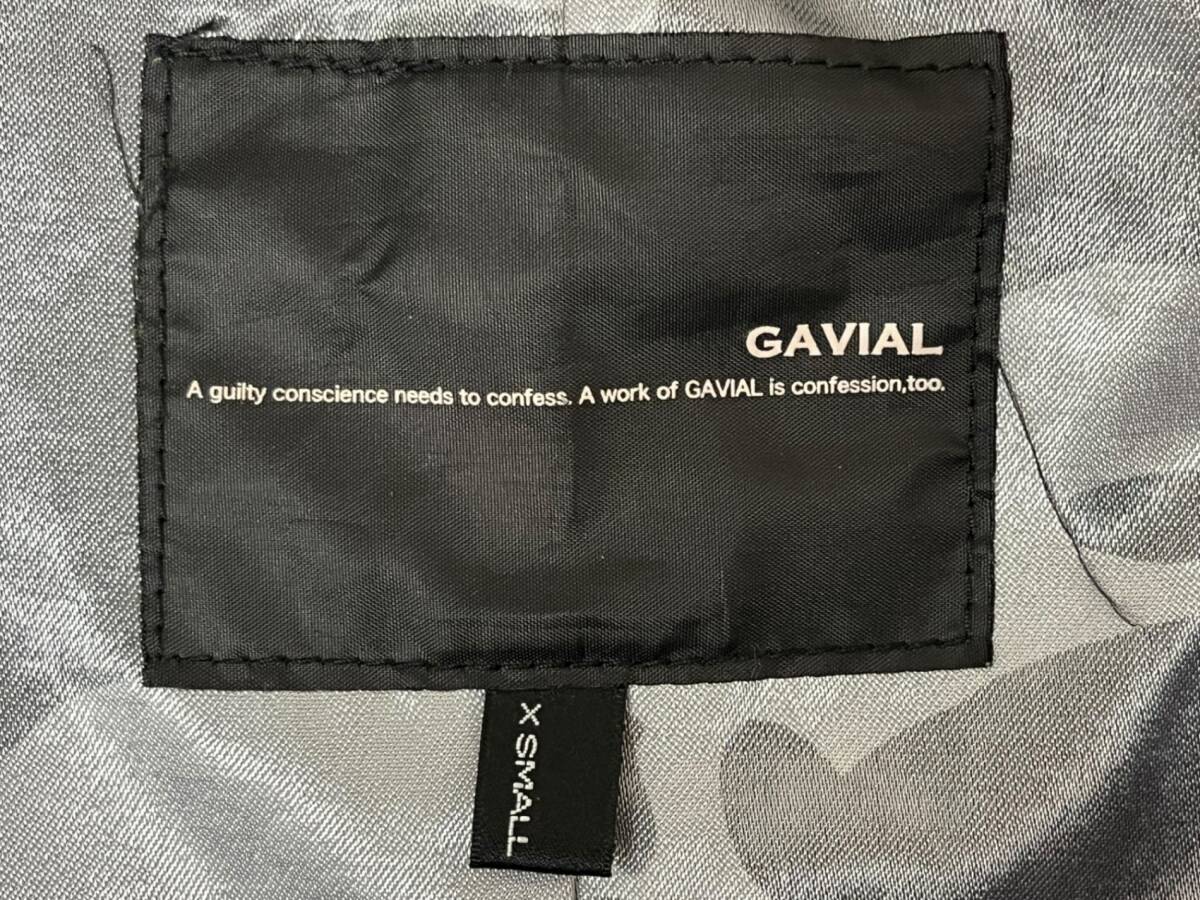 GAVIAL
A guilty conscience needs to confess. A work of GAVIAL is confession,too.
X SMALL